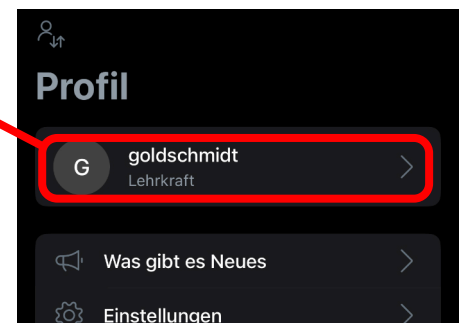 Profil
G
goldschmidt
Lehrkraft
Was gibt es Neues
Einstellungen